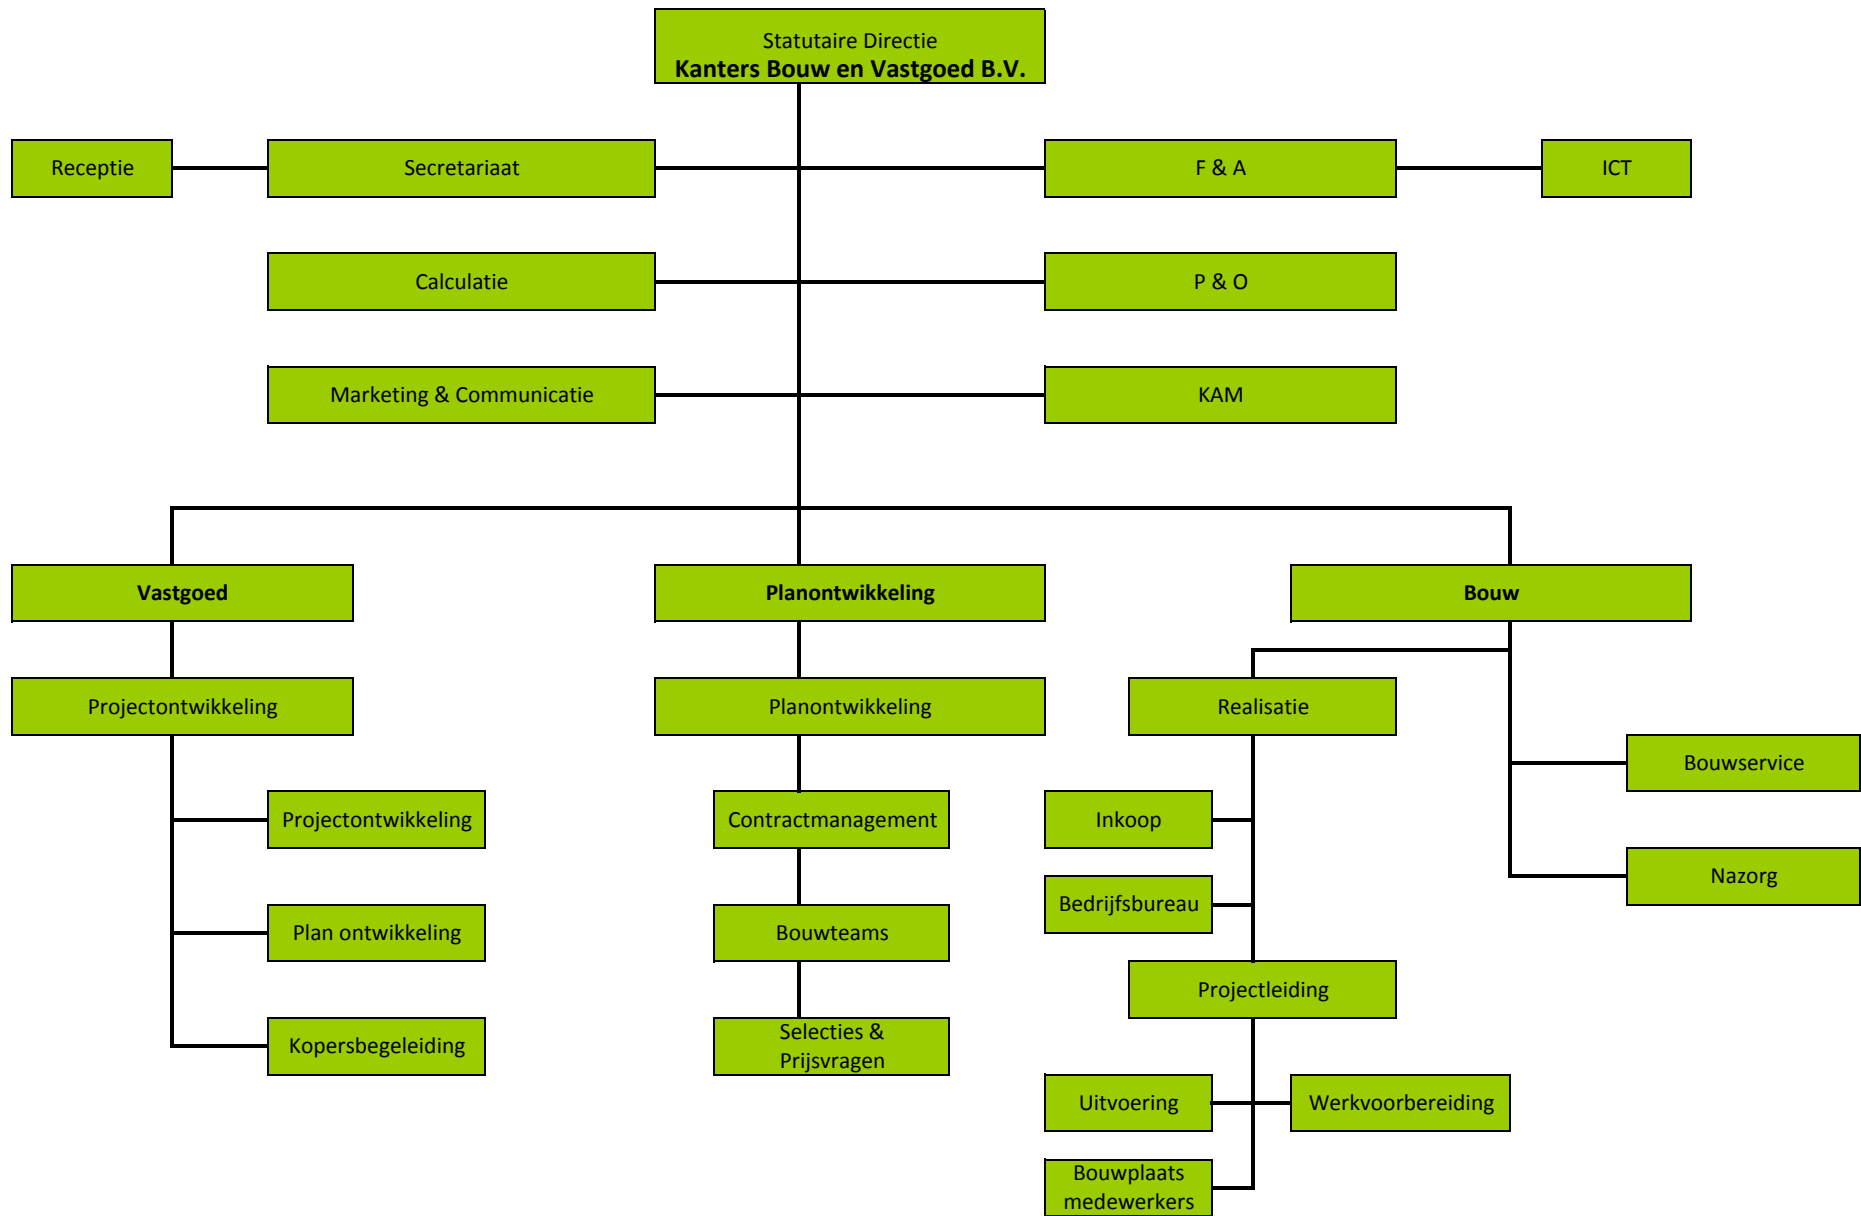 Statutaire Directie
Kanters Bouw en Vastgoed B.V.
Receptie
Secretariaat
F & A
ICT
Calculatie
P & O
Marketing & Communicatie
KAM
Vastgoed
Planontwikkeling
Bouw
Projectontwikkeling
Planontwikkeling
Realisatie
Bouwservice
Projectontwikkeling
Contractmanagement
Inkoop
Nazorg
Bedrijfsbureau
Plan ontwikkeling
Bouwteams
Projectleiding
Kopersbegeleiding
Selecties &
Prijsvragen
Uitvoering
Werkvoorbereiding
Bouwplaats
medewerkers